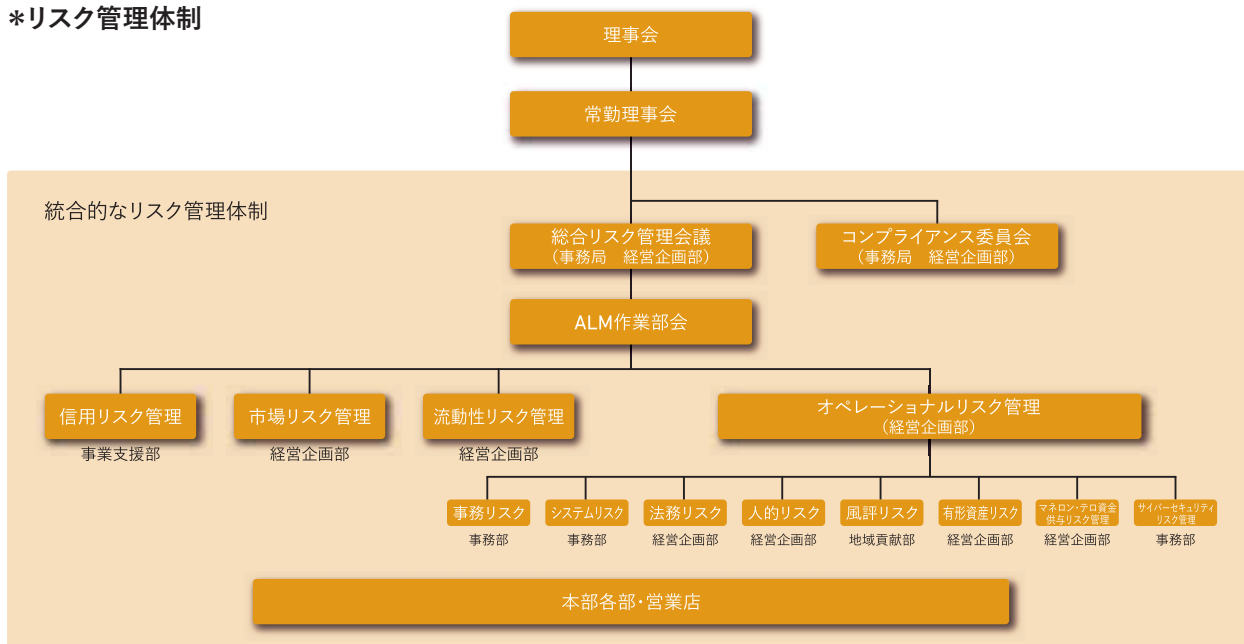 *リスク管理体制
理事会
常勤理事会
統合的なリスク管理体制
総合リスク管理会議
（事務局　経営企画部）
コンプライアンス委員会
（事務局　経営企画部）
ALM作業部会
信用リスク管理
事業支援部
市場リスク管理
経営企画部
流動性リスク管理
経営企画部
オペレーショナルリスク管理
（経営企画部）
事務リスク
事務部
システムリスク
事務部
法務リスク
経営企画部
人的リスク
経営企画部
風評リスク
地域貢献部
有形資産リスク
経営企画部
マネロン・テロ資金
供与リスク管理
経営企画部
サイバーセキュリティ
リスク管理
事務部
本部各部・営業店